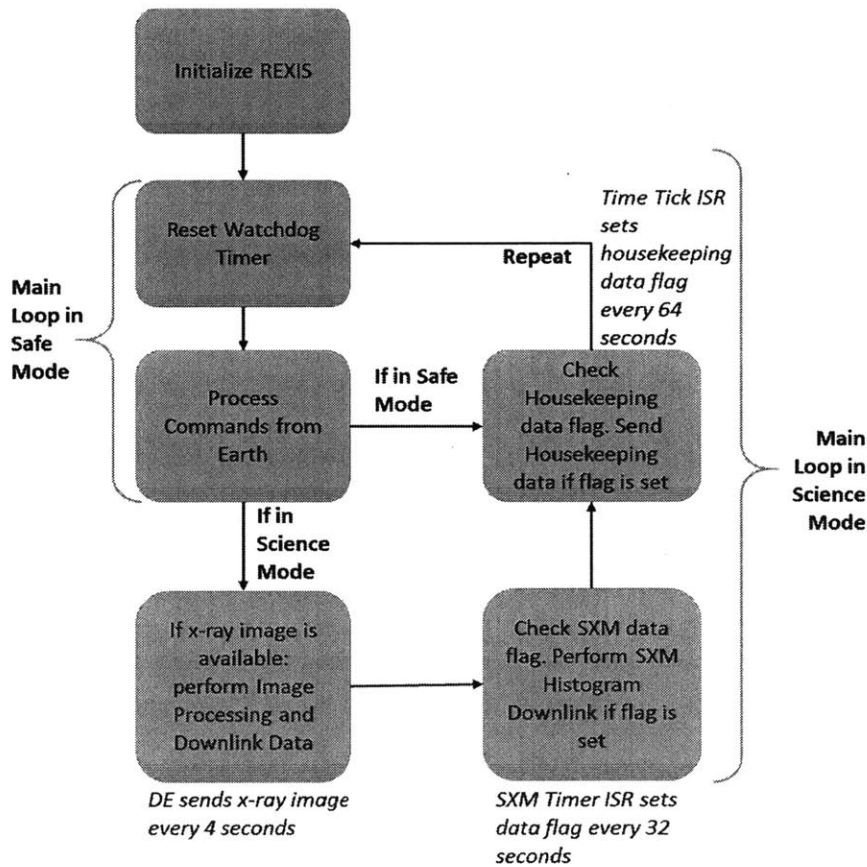 Initialize REXIS
Reset Watchdog
Timer
Repeat
Time Tick ISR
sets
housekeeping
data flag
every 64
seconds
Main
Loop in
Safe
Mode
Process
Commands from
Earth
If in Safe
Mode
Check
Housekeeping
data flag. Send
Housekeeping
data if flag is set
Main
Loop in
Science
Mode
If in
Science
Mode
If x-ray image is
available:
perform Image
Processing and
Downlink Data
Check SXM data
flag. Perform SXM
Histogram
Downlink if flag is
set
DE sends x-ray image
every 4 seconds
SXM Timer ISR sets
data flag every 32
seconds